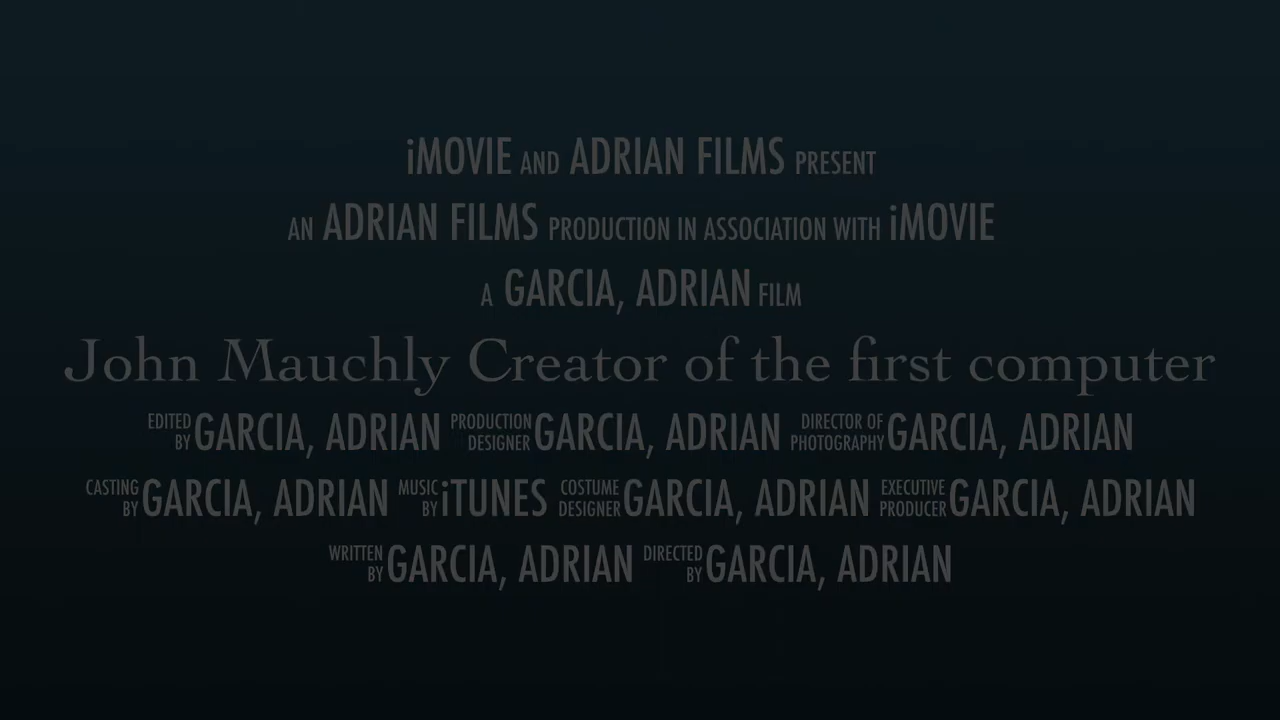 iMOVIE AND ADRIAN FILMS PRESENT
AN ADRIAN FILMS PRODUCTION IN ASSOCIATION WITH iMOVIE
A GARCIA, ADRIAN FILM
John Mauchly Creator of the first computer
EDITED BY GARCIA, ADRIAN PRODUCTION DESIGNER GARCIA, ADRIAN DIRECTOR OF PHOTOGRAPHY GARCIA, ADRIAN
CASTING BY GARCIA, ADRIAN MUSIC BY iTUNES COSTUME DESIGNER GARCIA, ADRIAN EXECUTIVE PRODUCER GARCIA, ADRIAN
WRITTEN BY GARCIA, ADRIAN DIRECTED BY GARCIA, ADRIAN